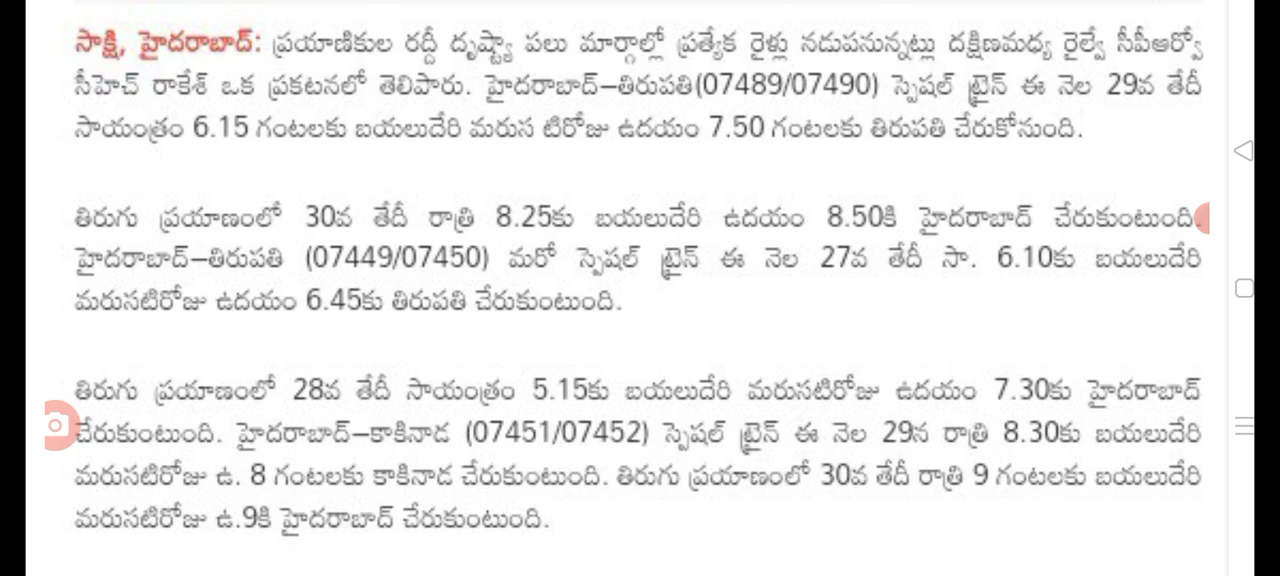 సాక్షి, హైదరాబాద్: ప్రయాణికుల రద్దీ దృష్ట్యా పలు మార్గాల్లో ప్రత్యేక రైళ్లు నడుపనున్నట్లు దక్షిణమధ్య రైల్వే సీపీఆర్వో
సీహెచ్ రాకేశ్ ఒక ప్రకటనలో తెలిపారు. హైదరాబాద్–తిరుపతి(07489/07490) స్పెషల్ ట్రైన్ ఈ నెల 29వ తేదీ
సాయంత్రం 6.15 గంటలకు బయలుదేరి మరుస టిరోజు ఉదయం 7.50 గంటలకు తిరుపతి చేరుకోనుంది.
తిరుగు ప్రయాణంలో 30వ తేదీ రాత్రి 8.25కు బయలుదేరి ఉదయం 8.50కి హైదరాబాద్ చేరుకుంటుంది.
హైదరాబాద్–తిరుపతి (07449/07450) మరో స్పెషల్ ట్రైన్ ఈ నెల 27వ తేదీ సా. 6.10కు బయలుదేరి
మరుసటిరోజు ఉదయం 6.45కు తిరుపతి చేరుకుంటుంది.
తిరుగు ప్రయాణంలో 28వ తేదీ సాయంత్రం 5.15కు బయలుదేరి మరుసటిరోజు ఉదయం 7.30కు హైదరాబాద్
చేరుకుంటుంది. హైదరాబాద్–కాకినాడ (07451/07452) స్పెషల్ ట్రైన్ ఈ నెల 29న రాత్రి 8.30కు బయలుదేరి
మరుసటిరోజు ఉ. 8 గంటలకు కాకినాడ చేరుకుంటుంది. తిరుగు ప్రయాణంలో 30వ తేదీ రాత్రి 9 గంటలకు బయలుదేరి
మరుసటిరోజు ఉ.9కి హైదరాబాద్ చేరుకుంటుంది.